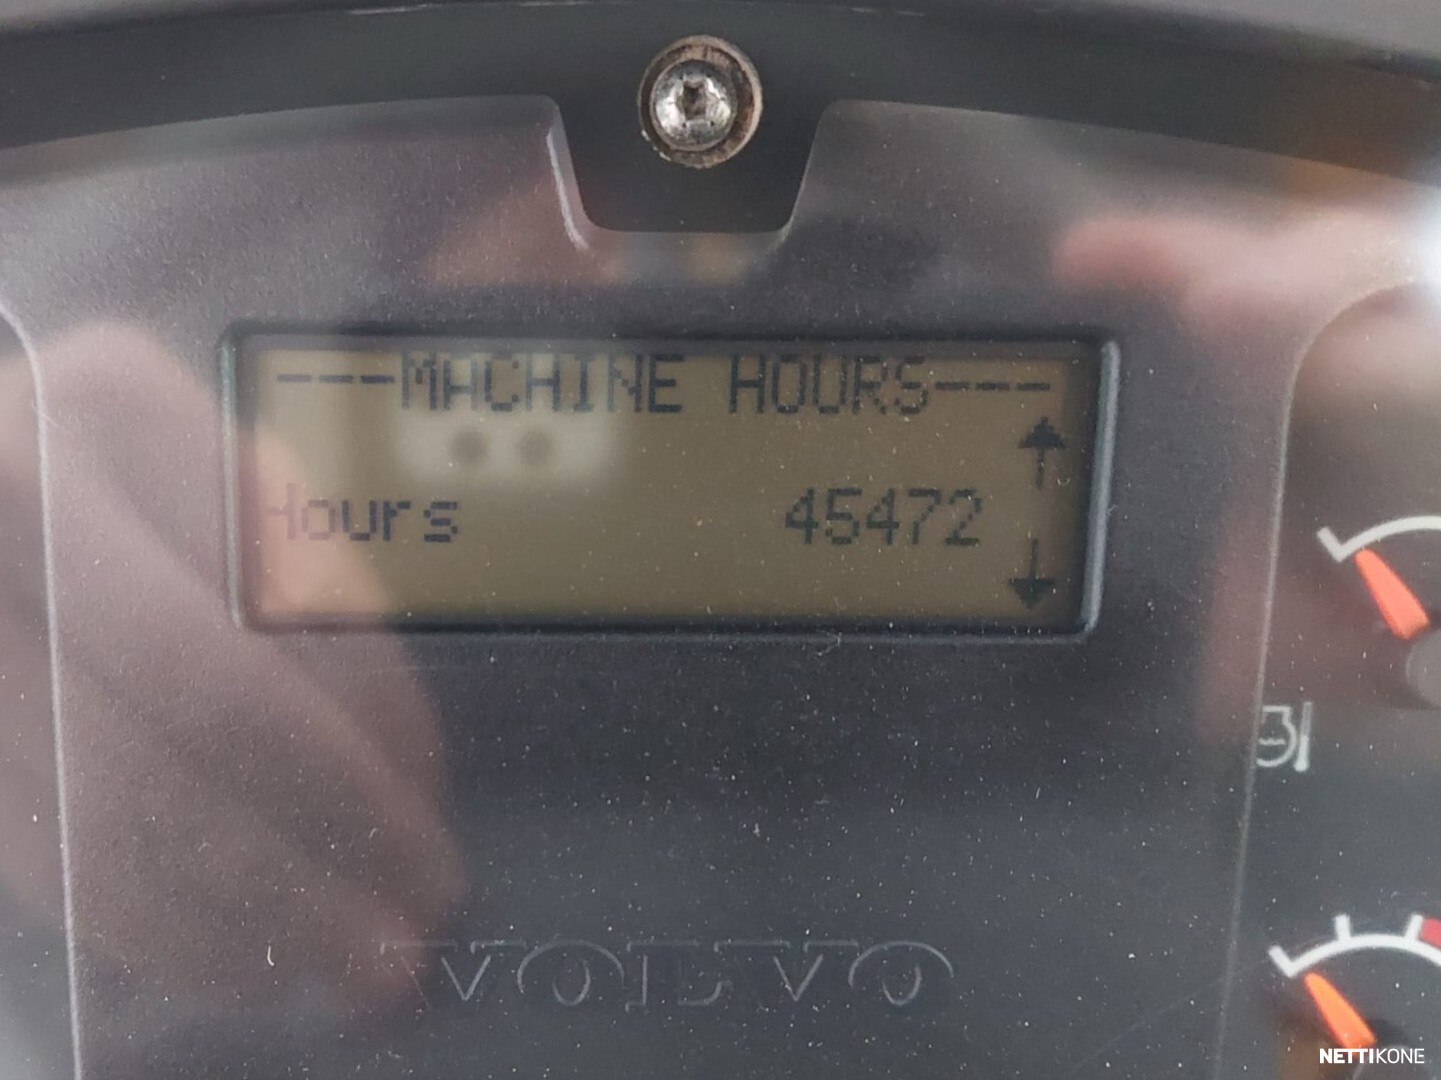 ---MACHINE HOURS---
Hours 45472
VOLVO
NETTIKONE